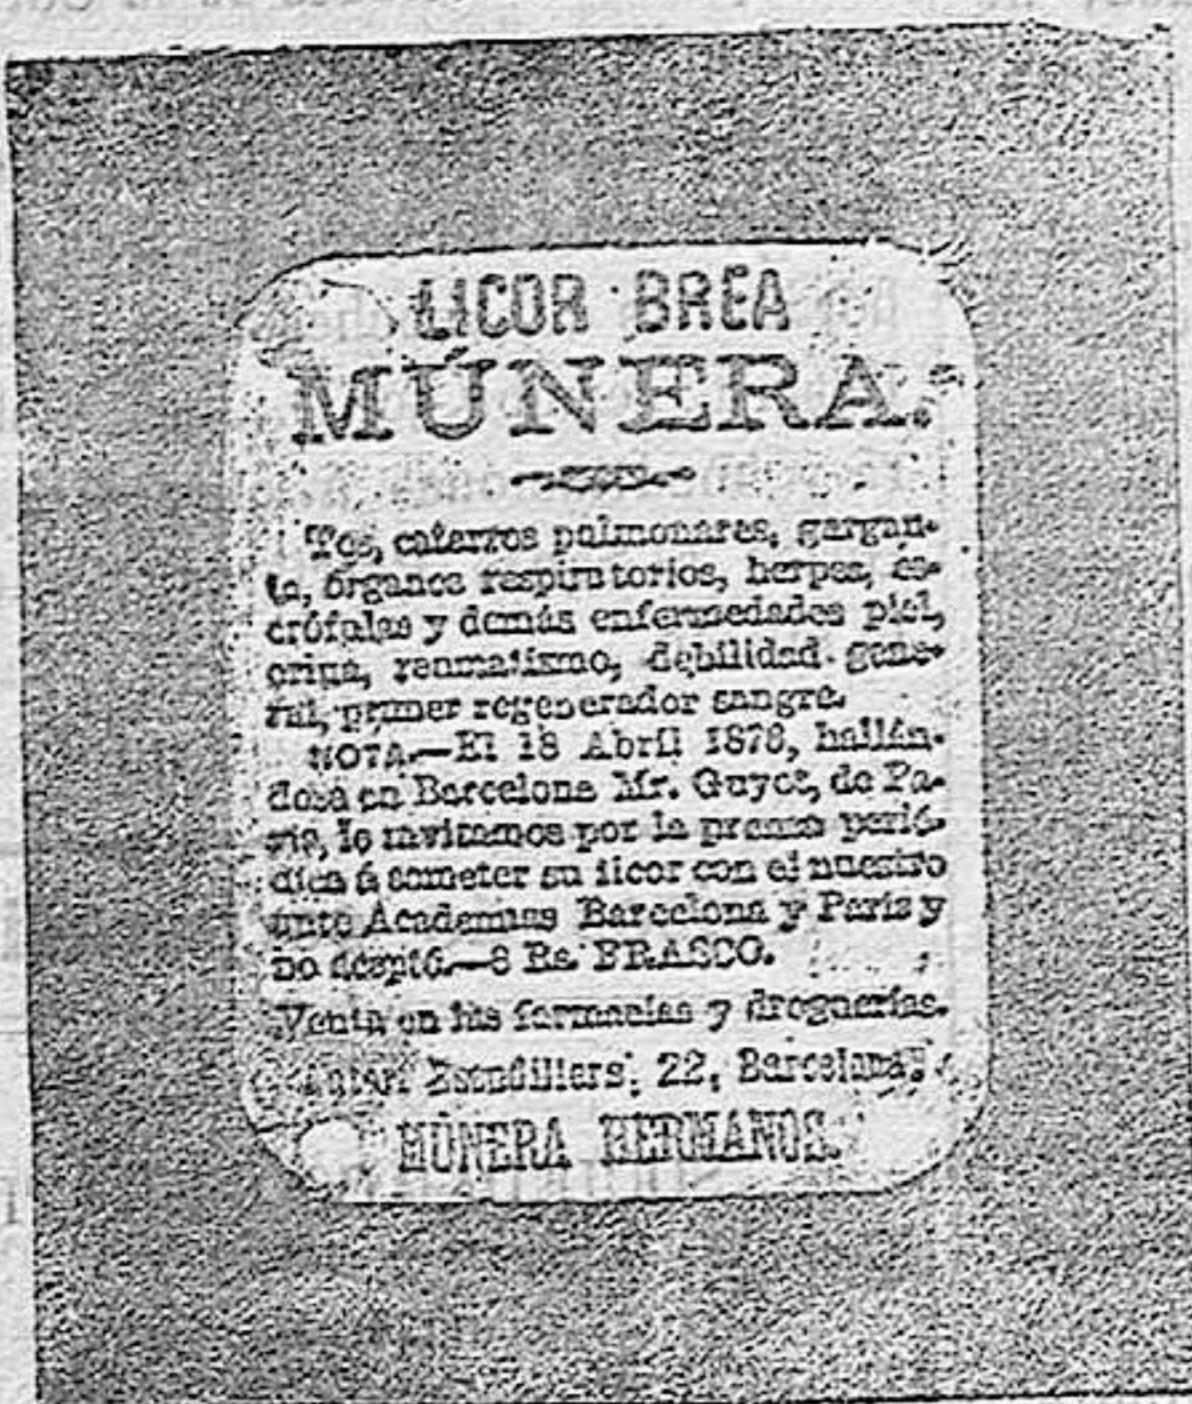 LICOR BREA
MÚNERA.
Tos, catarros pulmonares, gargan-
ta, órganos respiratorios, herpes, es-
crófulas y demás enfermedades piel,
orina, reumatismo, debilidad gene-
ral, primer regenerador sangre.
NOTA.—El 18 Abril 1878, hallán-
dose en Barcelona Mr. Guyot, de Pa-
ris, le invitamos por la prensa perió-
dica á someter su licor con el nuestro
ante Academias Barcelona y Paris y
no aceptó.—8 Rs. FRASCO.
Venta en las farmacias y droguerías.
Autor: Escudillers, 22, Barcelona,
MÚNERA HERMANOS.